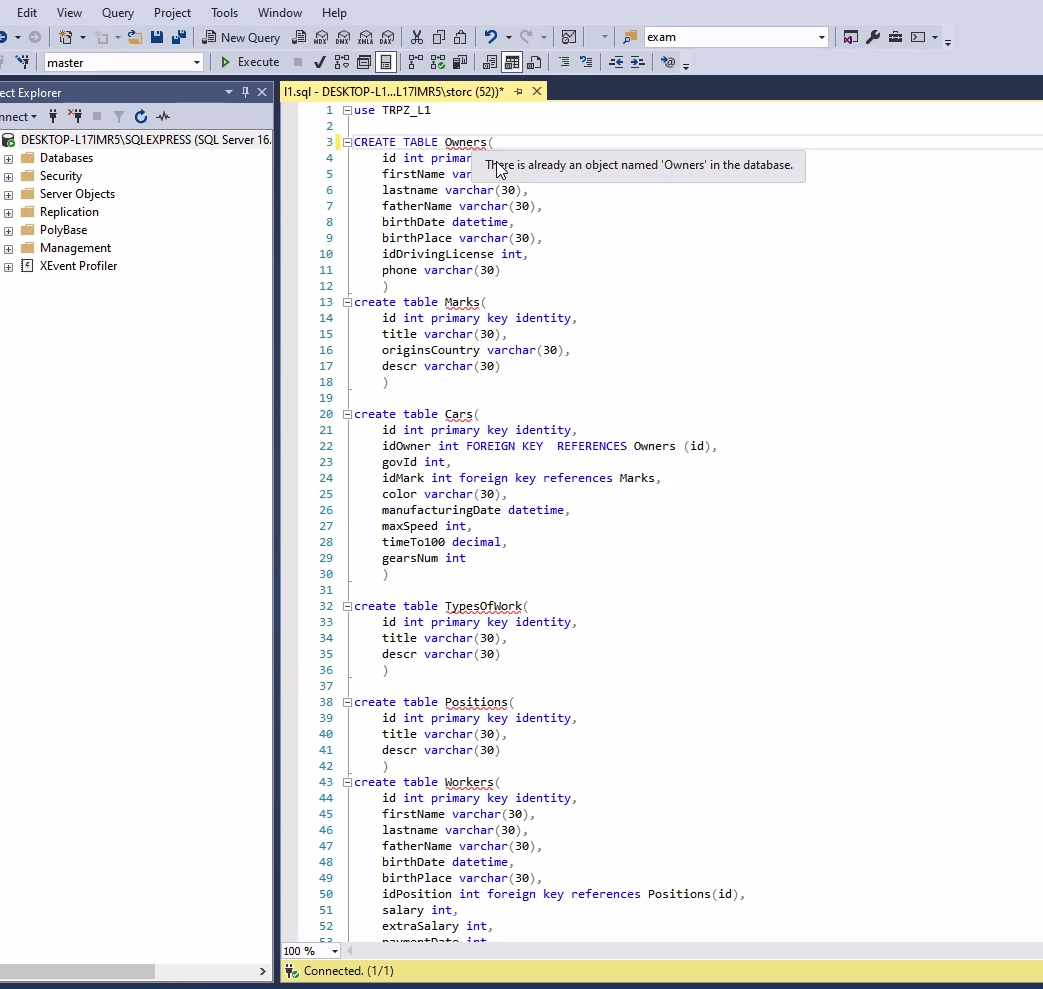 Edit View Query Project Tools Window Help
New Query MDX DMX XMLA DAX exam
master Execute
ect Explorer
nnect
DESKTOP-L17IMR5\SQLEXPRESS (SQL Server 16.
Databases
Security
Server Objects
Replication
PolyBase
Management
XEvent Profiler
l1.sql - DESKTOP-L1...L17IMR5\storc (52))*
1 use TRPZ_L1
2
3 CREATE TABLE Owners(
4 id int primar
There is already an object named 'Owners' in the database.
5 firstName var
6 lastname varchar(30),
7 fatherName varchar(30),
8 birthDate datetime,
9 birthPlace varchar(30),
10 idDrivingLicense int,
11 phone varchar(30)
12 )
13 create table Marks(
14 id int primary key identity,
15 title varchar(30),
16 originsCountry varchar(30),
17 descr varchar(30)
18 )
19
20 create table Cars(
21 id int primary key identity,
22 idOwner int FOREIGN KEY  REFERENCES Owners (id),
23 govId int,
24 idMark int foreign key references Marks,
25 color varchar(30),
26 manufacturingDate datetime,
27 maxSpeed int,
28 timeTo100 decimal,
29 gearsNum int
30 )
31
32 create table TypesOfWork(
33 id int primary key identity,
34 title varchar(30),
35 descr varchar(30)
36 )
37
38 create table Positions(
39 id int primary key identity,
40 title varchar(30),
41 descr varchar(30)
42 )
43 create table Workers(
44 id int primary key identity,
45 firstName varchar(30),
46 lastname varchar(30),
47 fatherName varchar(30),
48 birthDate datetime,
49 birthPlace varchar(30),
50 idPosition int foreign key references Positions(id),
51 salary int,
52 extraSalary int,
53 paymentDate int
100 %
Connected. (1/1)